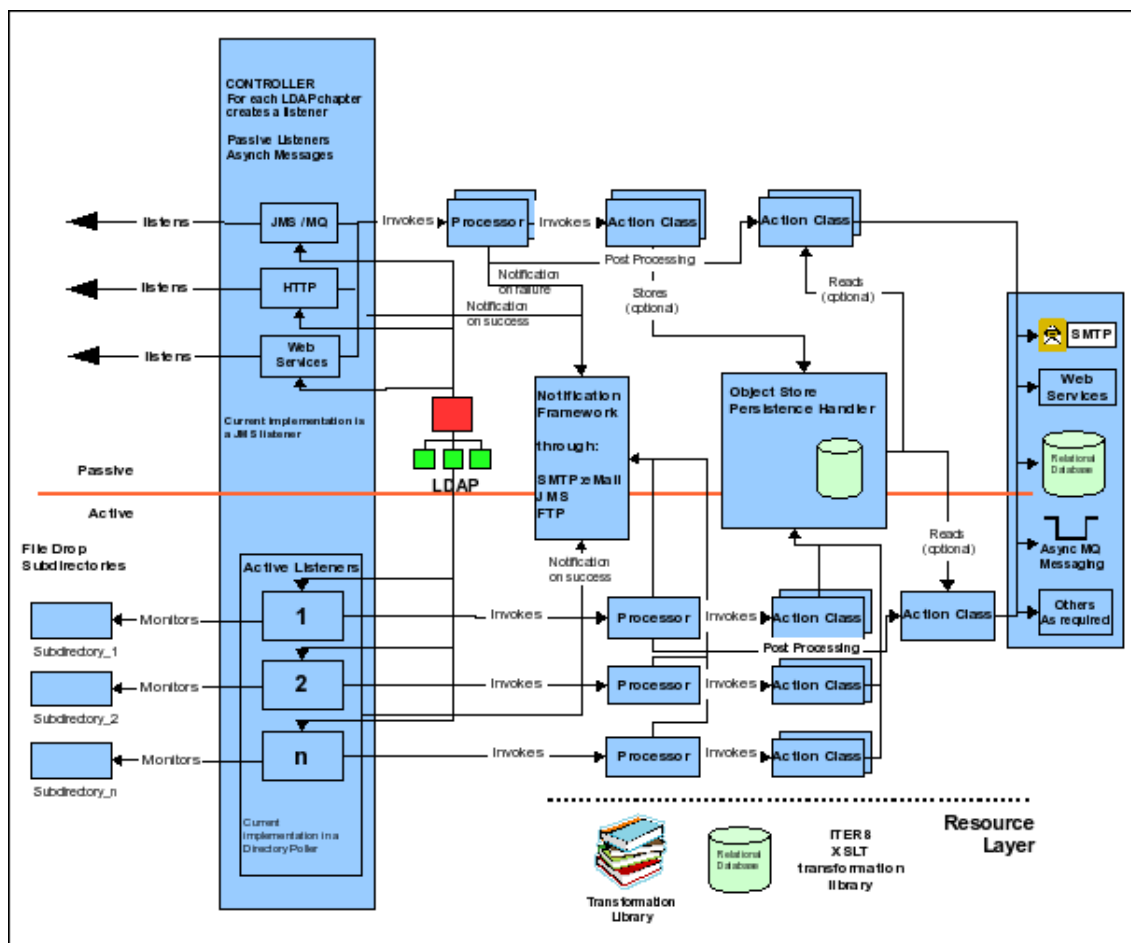 CONTROLLER
For each LDAP chapter
creates a listener
Passive Listeners
Asynch Messages
listens
JMS /MQ
Invokes
Processor
Invokes
Action Class
Action Class
Post Processing
Notification
on failure
Stores
(optional)
Reads
(optional)
listens
HTTP
Notification
on success
listens
Web
Services
SMTP
Web
Services
Relational
Database
Async MQ
Messaging
Others
As required
Notification
Framework
through:
SMTP:eMail
JMS
FTP
Object Store
Persistence Handler
Current implementation is
a JMS listener
LDAP
Passive
Active
File Drop
Subdirectories
Active Listeners
Notification
on success
Reads
(optional)
Monitors
1
Invokes
Processor
Invokes
Action Class
Action Class
Subdirectory_1
Post Processing
Monitors
2
Invokes
Processor
Invokes
Action Class
Subdirectory_2
Monitors
n
Invokes
Processor
Invokes
Action Class
Subdirectory_n
Current
implementation in a
Directory Poller
Transformation
Library
Relational
Database
ITER8
XSLT
transformation
library
Resource
Layer